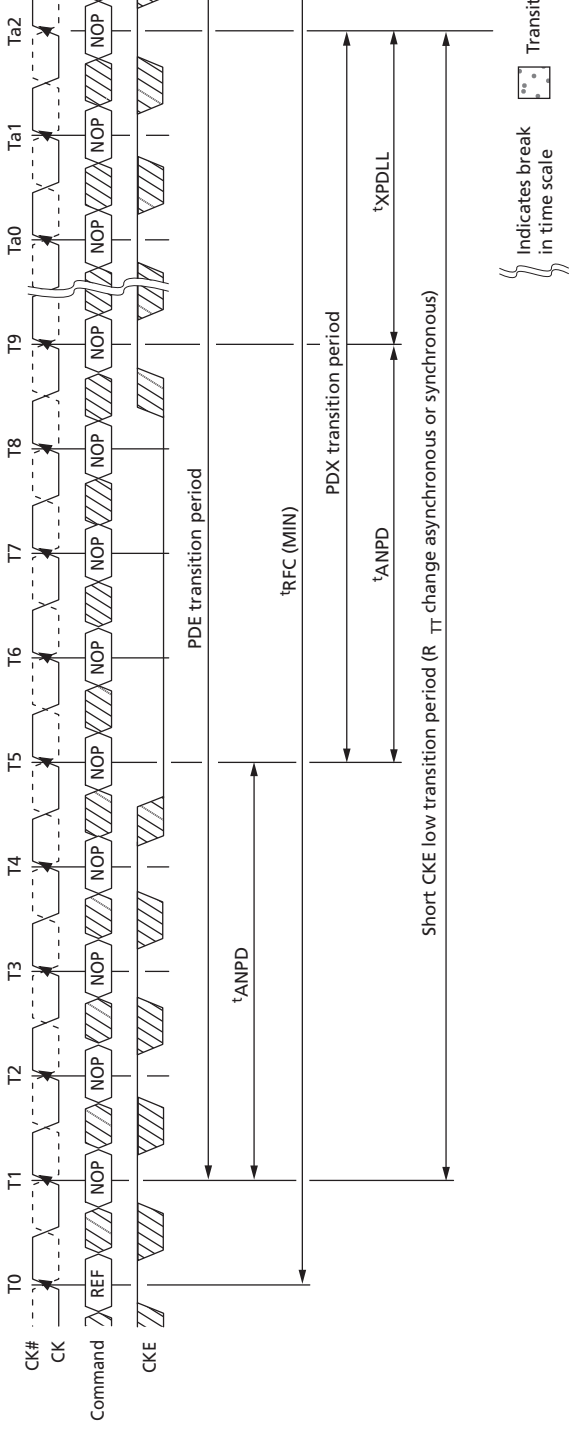 T0 T1 T2 T3 T4 T5 T6 T7 T8 T9 Ta0 Ta1 Ta2
CK#
CK
Command REF NOP NOP NOP NOP NOP NOP NOP NOP NOP NOP NOP NOP
CKE
PDE transition period
tANPD
tRFC (MIN)
PDX transition period
tANPD tXPDLL
Short CKE low transition period (R TT change asynchronous or synchronous)
Indicates break
in time scale
Transit